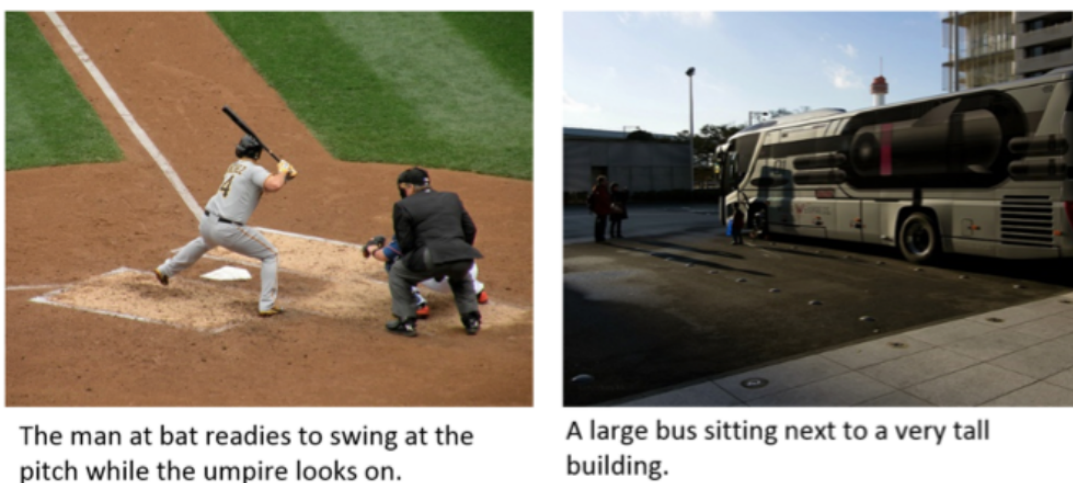 The man at bat readies to swing at the
pitch while the umpire looks on.
A large bus sitting next to a very tall
building.